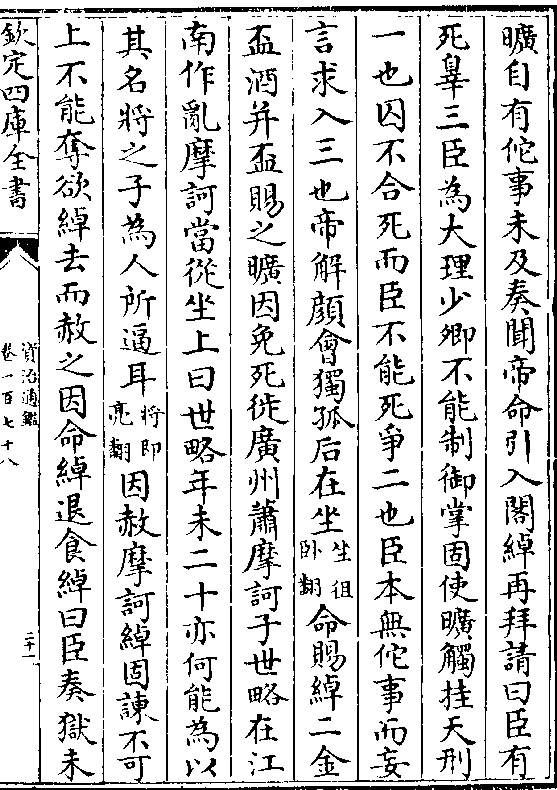 曠自有佗事未及奏聞帝命引入閤綽再拜請曰臣有
死辠三臣為大理少卿不能制御掌固使曠觸挂天刑
一也囚不合死而臣不能死爭二也臣本無佗事而妄
言求入三也帝解顔會獨孤后在坐坐徂卧翻命賜綽二金
盃酒并盃賜之曠因免死徙廣州蕭摩訶子世略在江
南作亂摩訶當從坐上曰世略年未二十亦何能為以
其名將之子為人所逼耳將即亮翻因赦摩訶綽固諫不可
上不能奪欲綽去而赦之因命綽退食綽曰臣奏獄未
欽定四庫全書
資治通鑑
卷一百七十八
二十一